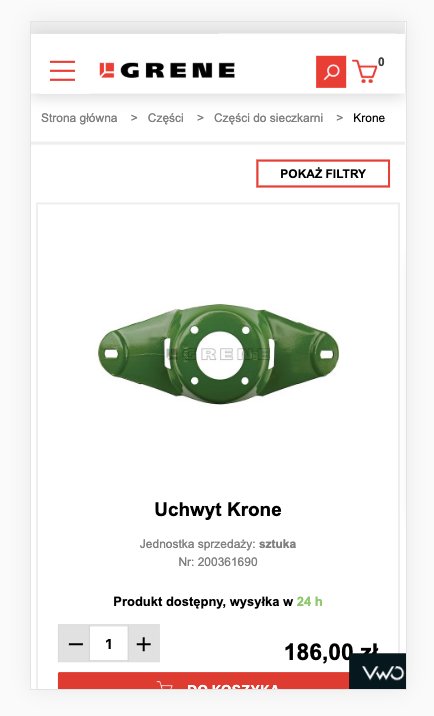 GRENE
0
Strona główna > Części > Części do sieczkarni > Krone
POKAŻ FILTRY
GRENE
Uchwyt Krone
Jednostka sprzedaży: sztuka
Nr: 200361690
Produkt dostępny, wysyłka w 24 h
− 1 + 186,00 zł
DO KOSZYKA
VWO